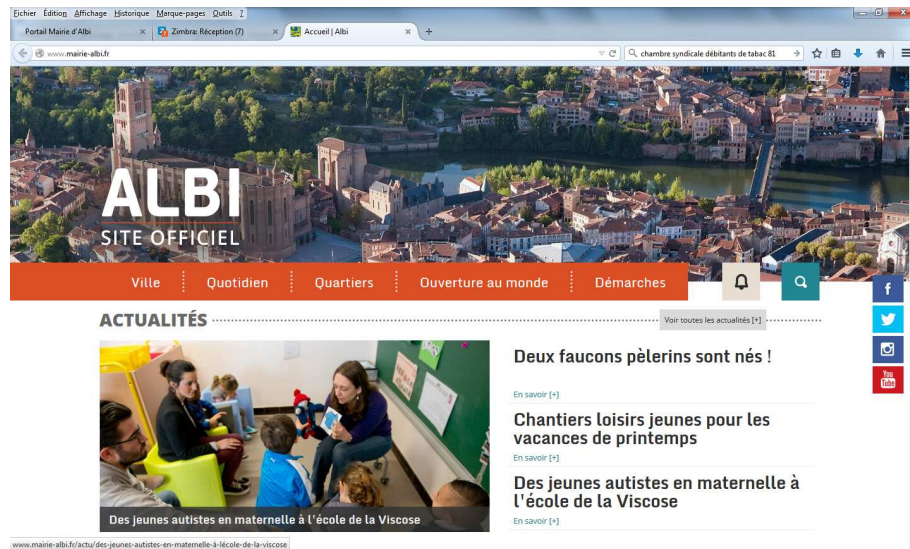 Fichier Édition Affichage Historique Marque-pages Outils ?
Portail Mairie d'Albi
Zimbra: Réception (7)
Accueil | Albi
www.mairie-albi.fr
chambre syndicale débitants de tabac 81
ALBI
SITE OFFICIEL
Ville
Quotidien
Quartiers
Ouverture au monde
Démarches
ACTUALITÉS
Voir toutes les actualités [+]
Deux faucons pèlerins sont nés !
En savoir [+]
Chantiers loisirs jeunes pour les
vacances de printemps
En savoir [+]
Des jeunes autistes en maternelle à
l'école de la Viscose
En savoir [+]
Des jeunes autistes en maternelle à l'école de la Viscose
You
Tube
www.mairie-albi.fr/actu/des-jeunes-autistes-en-maternelle-à-lécole-de-la-viscose